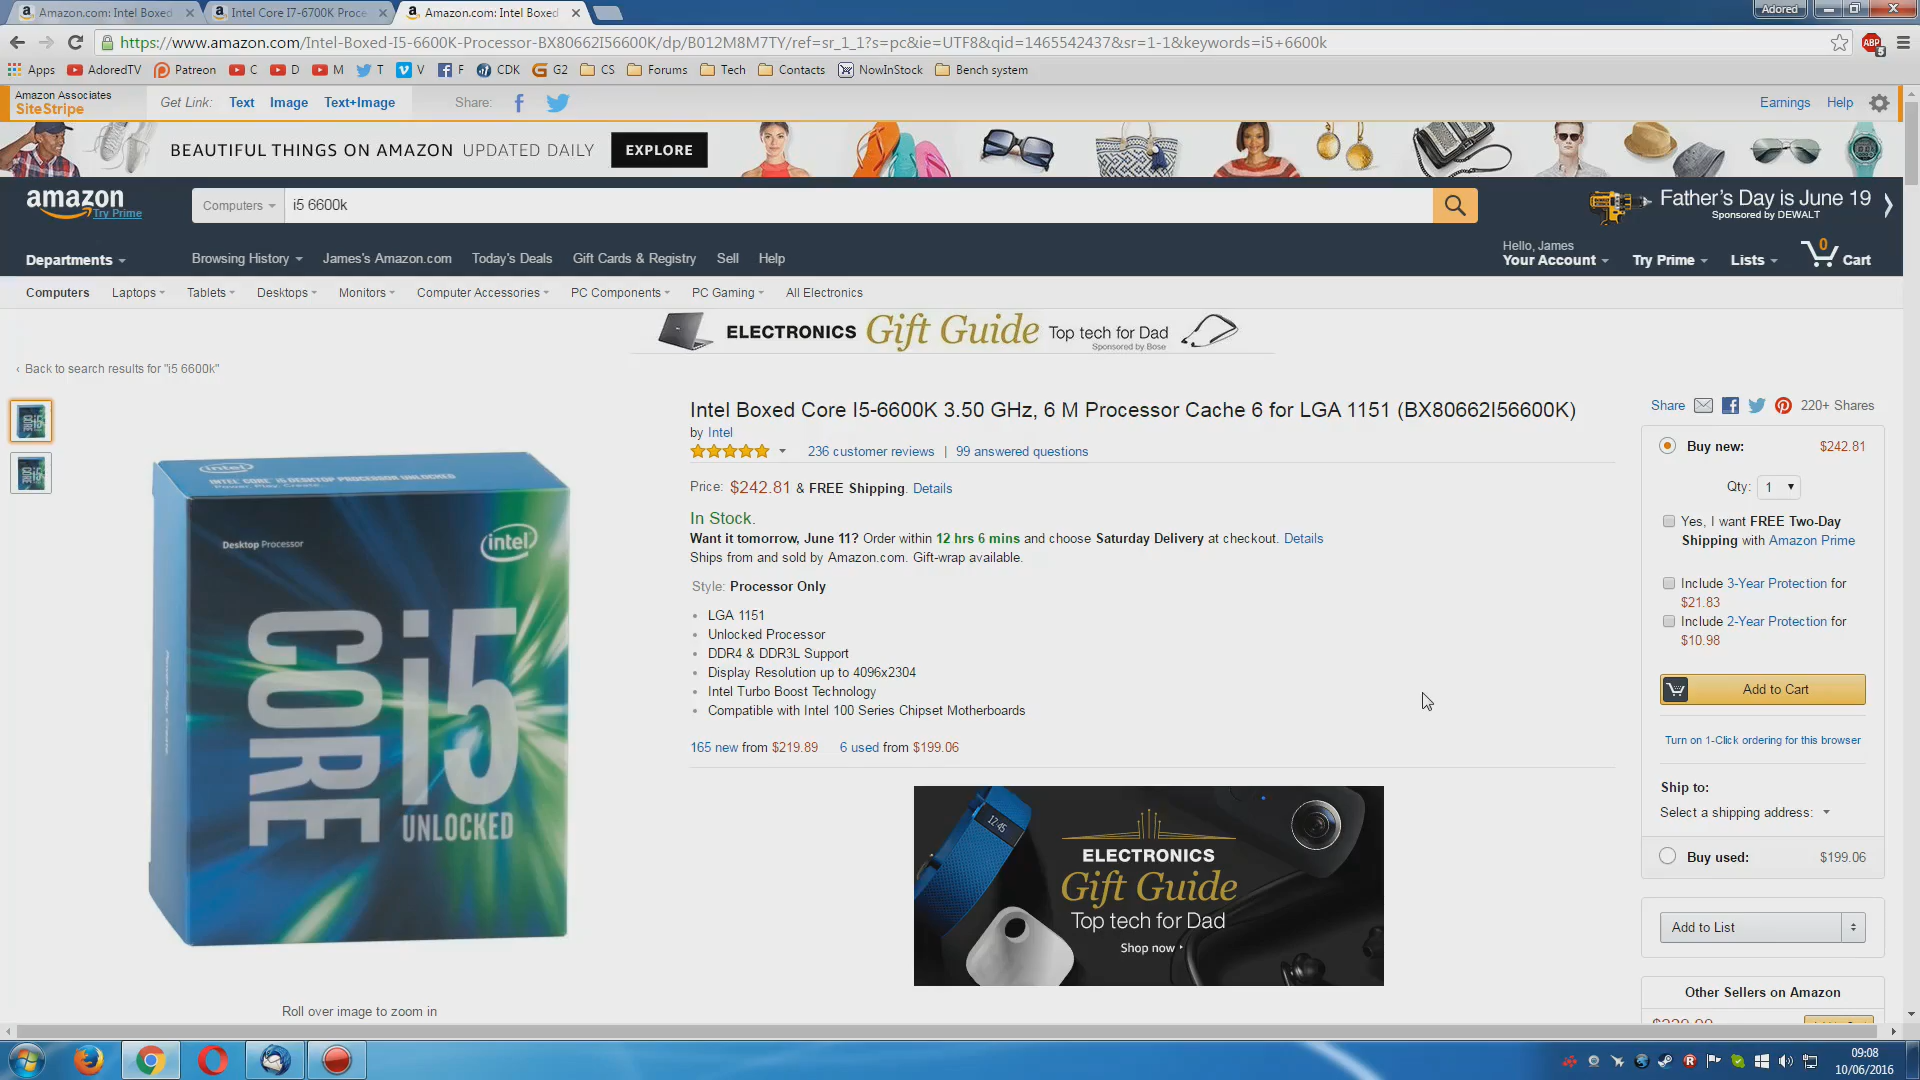 Amazon.com: Intel Boxed
Intel Core I7-6700K Proce
Amazon.com: Intel Boxed
Adored
https://www.amazon.com/Intel-Boxed-I5-6600K-Processor-BX80662I56600K/dp/B012M8M7TY/ref=sr_1_1?s=pc&ie=UTF8&qid=1465542437&sr=1-1&keywords=i5+6600k
ABP
5
Apps AdoredTV Patreon C D M T V F CDK G2 CS Forums Tech Contacts NowInStock Bench system
Amazon Associates
SiteStripe
Get Link: Text Image Text+Image Share:
Earnings Help
BEAUTIFUL THINGS ON AMAZON UPDATED DAILY EXPLORE
amazon
Try Prime
Computers
i5 6600k
Father's Day is June 19
Sponsored by DEWALT
Departments
Browsing History James's Amazon.com Today's Deals Gift Cards & Registry Sell Help
Hello, James
Your Account
Try Prime
Lists
0
Cart
Computers Laptops Tablets Desktops Monitors Computer Accessories PC Components PC Gaming All Electronics
ELECTRONICS Gift Guide Top tech for Dad
Sponsored by Bose
‹ Back to search results for "i5 6600k"
intel
INTEL CORE i5 DESKTOP PROCESSOR UNLOCKED
Power. Play. Create.
Desktop Processor
intel
CORE i5
UNLOCKED
Roll over image to zoom in
Intel Boxed Core I5-6600K 3.50 GHz, 6 M Processor Cache 6 for LGA 1151 (BX80662I56600K)
by Intel
236 customer reviews | 99 answered questions
Price: $242.81 & FREE Shipping. Details
In Stock.
Want it tomorrow, June 11? Order within 12 hrs 6 mins and choose Saturday Delivery at checkout. Details
Ships from and sold by Amazon.com. Gift-wrap available.
Style: Processor Only
LGA 1151
Unlocked Processor
DDR4 & DDR3L Support
Display Resolution up to 4096x2304
Intel Turbo Boost Technology
Compatible with Intel 100 Series Chipset Motherboards
165 new from $219.89 6 used from $199.06
12:45
ELECTRONICS
Gift Guide
Top tech for Dad
Shop now
Share 220+ Shares
Buy new: $242.81
Qty: 1
Yes, I want FREE Two-Day
Shipping with Amazon Prime
Include 3-Year Protection for
$21.83
Include 2-Year Protection for
$10.98
Add to Cart
Turn on 1-Click ordering for this browser
Ship to:
Select a shipping address:
Buy used: $199.06
Add to List
Other Sellers on Amazon
09:08
10/06/2016